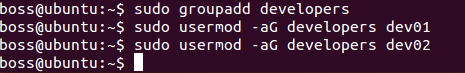 boss@ubuntu:~$ sudo groupadd developers
boss@ubuntu:~$ sudo usermod -aG developers dev01
boss@ubuntu:~$ sudo usermod -aG developers dev02
boss@ubuntu:~$